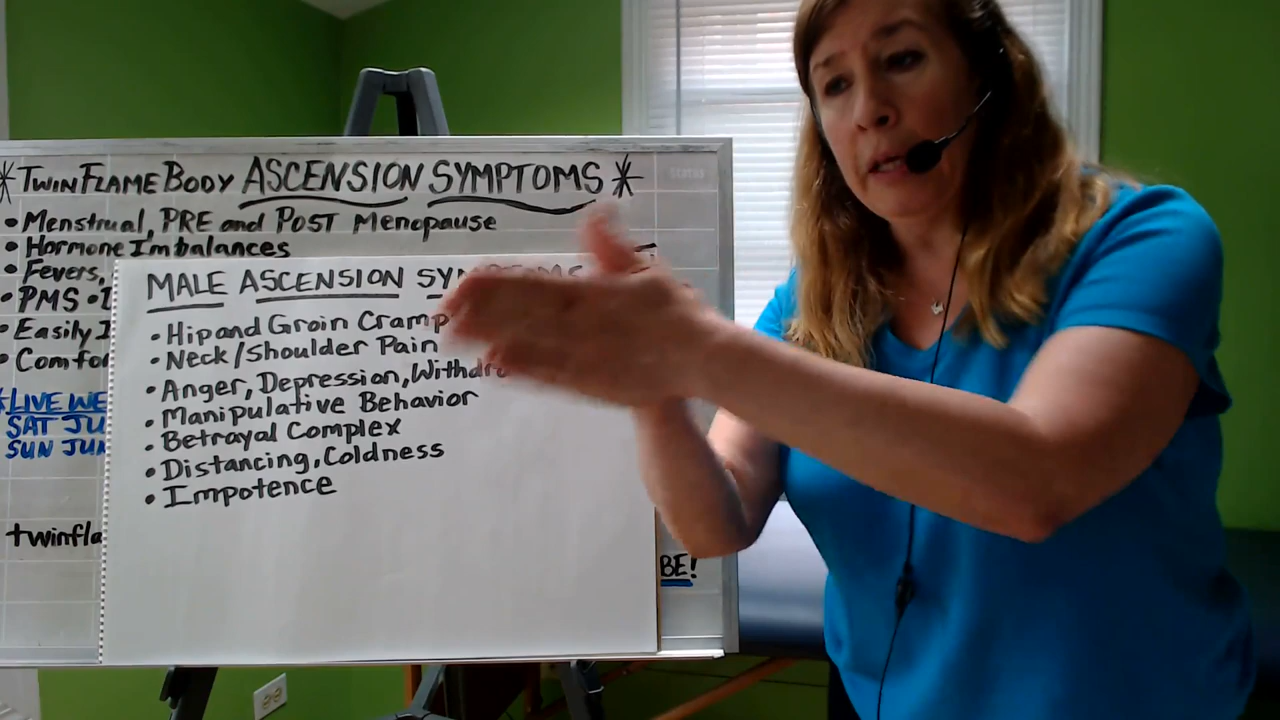 *TWIN FLAME BODY ASCENSION SYMPTOMS*
• Menstrual, PRE and POST Menopause
• Hormone Imbalances
• Fevers,
• PMS •
• Easily
• Comfo
*LIVE WE
SAT JU
SUN JUN
twinfla
BE!
MALE ASCENSION SYMPTOMS
• Hip and Groin Cramp
• Neck/Shoulder Pain
• Anger, Depression, Withdr
• Manipulative Behavior
• Betrayal Complex
• Distancing, Coldness
• Impotence